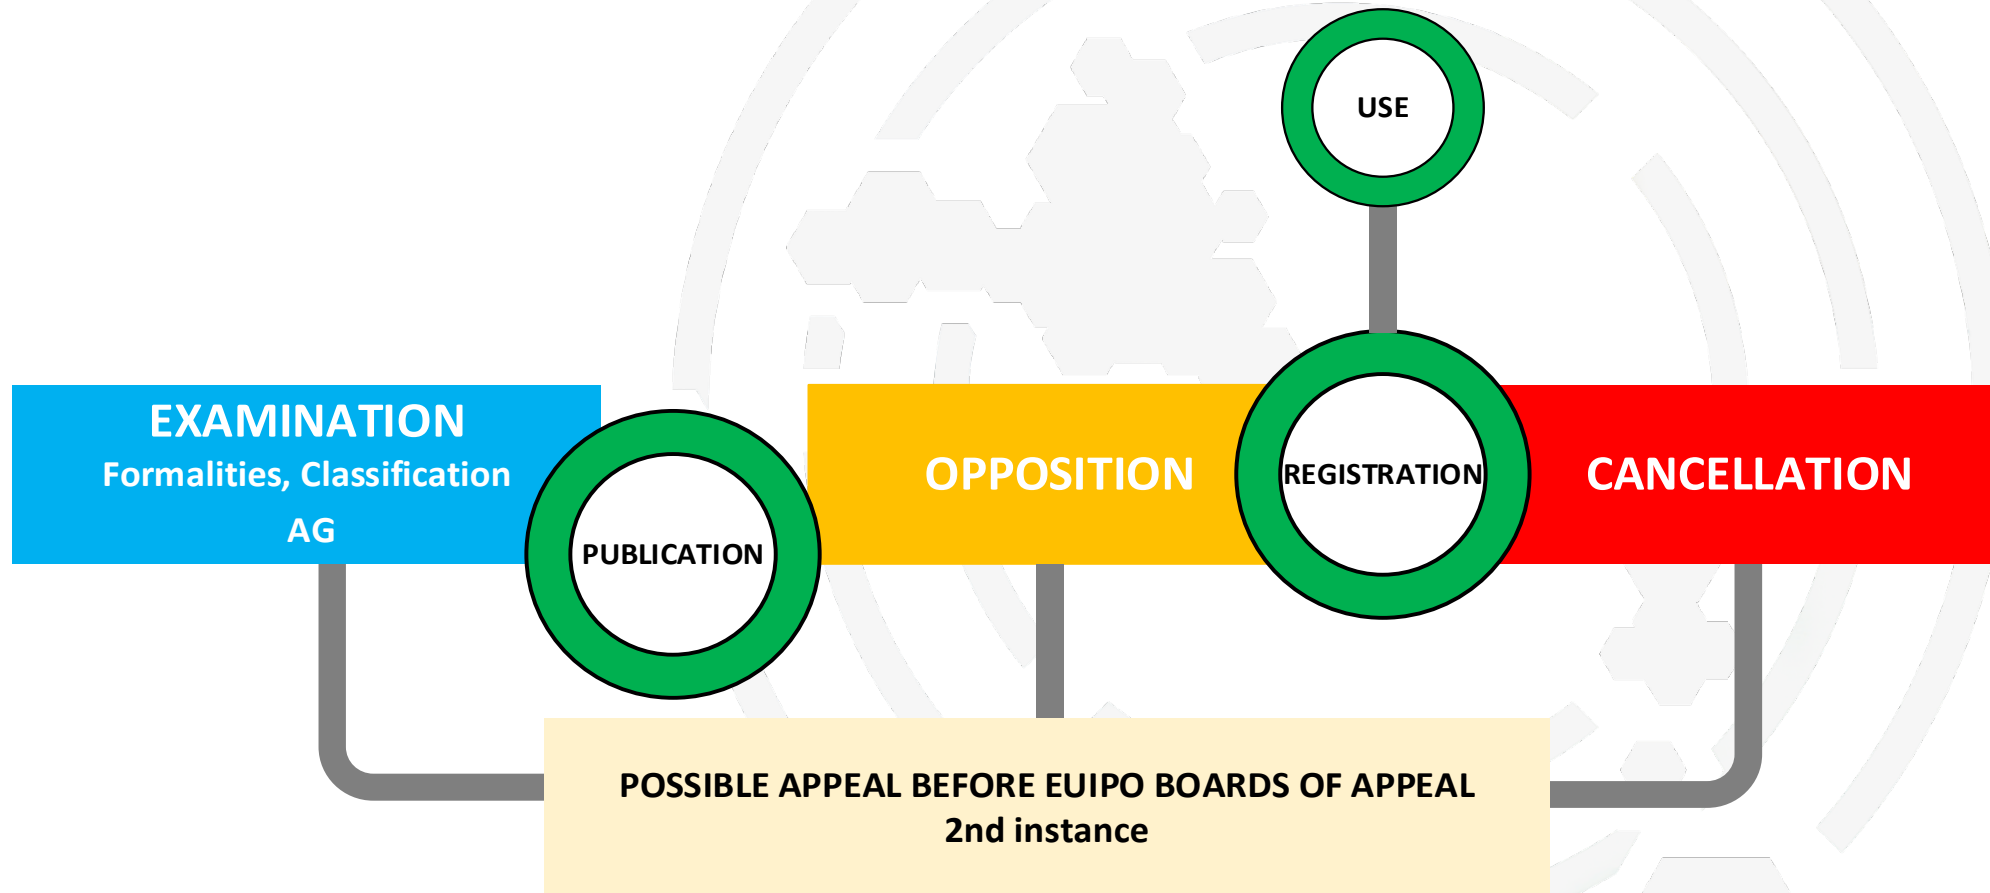 USE
EXAMINATION
Formalities, Classification
AG
PUBLICATION
OPPOSITION
REGISTRATION
CANCELLATION
POSSIBLE APPEAL BEFORE EUIPO BOARDS OF APPEAL
2nd instance